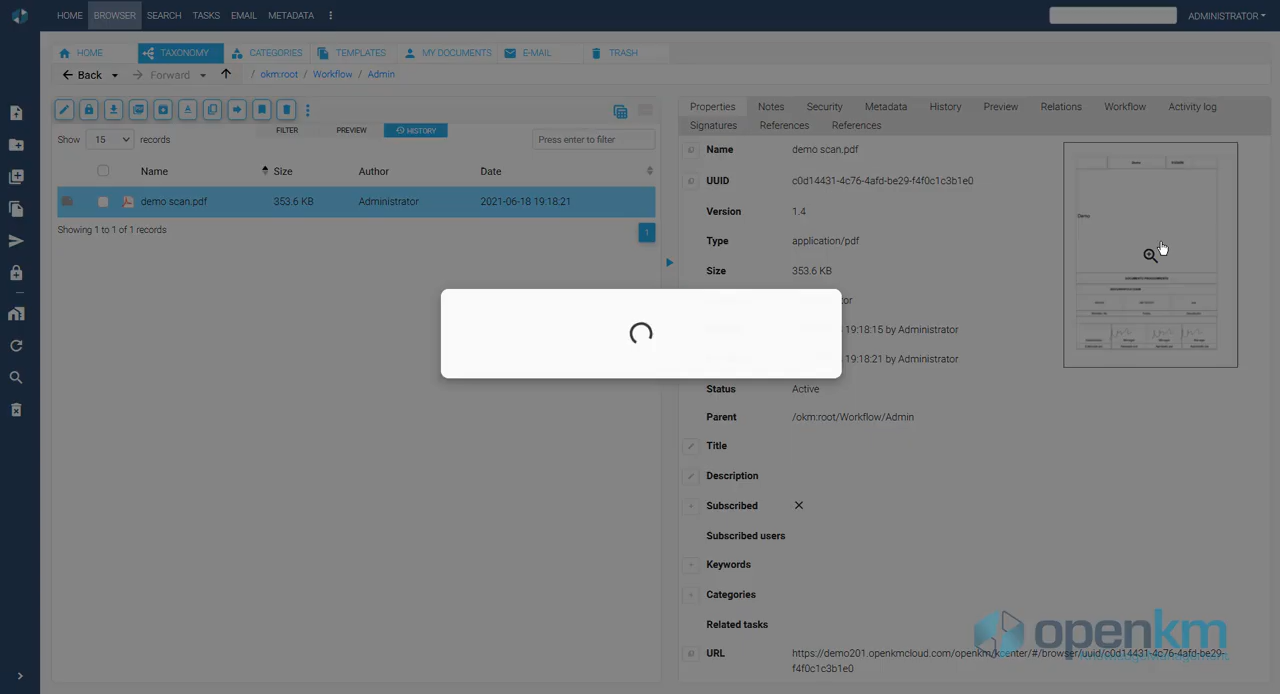 HOME BROWSER SEARCH TASKS EMAIL METADATA ADMINISTRATOR
HOME TAXONOMY CATEGORIES TEMPLATES MY DOCUMENTS E-MAIL TRASH
Back Forward / okm:root / Workflow / Admin
Properties Notes Security Metadata History Preview Relations Workflow Activity log
Signatures References References
FILTER PREVIEW HISTORY
Show 15 records Press enter to filter
Name Size Author Date
demo scan.pdf 353.6 KB Administrator 2021-06-18 19:18.21
Showing 1 to 1 of 1 records 1
Name demo scan.pdf
UUID c0d14431-4c76-4afd-be29-f4f0c1c3b1e0
Version 1.4
Type application/pdf
Size 353.6 KB
19:18:15 by Administrator
19:18:21 by Administrator
Status Active
Parent /okm:root/Workflow/Admin
Title
Description
Subscribed
Subscribed users
Keywords
Categories
Related tasks
URL https://demo201.openkmcloud.com/openkm/kcenter/#/browser/uuid/c0d14431-4c76-4afd-be29-
f4f0c1c3b1e0
Demo
openkm